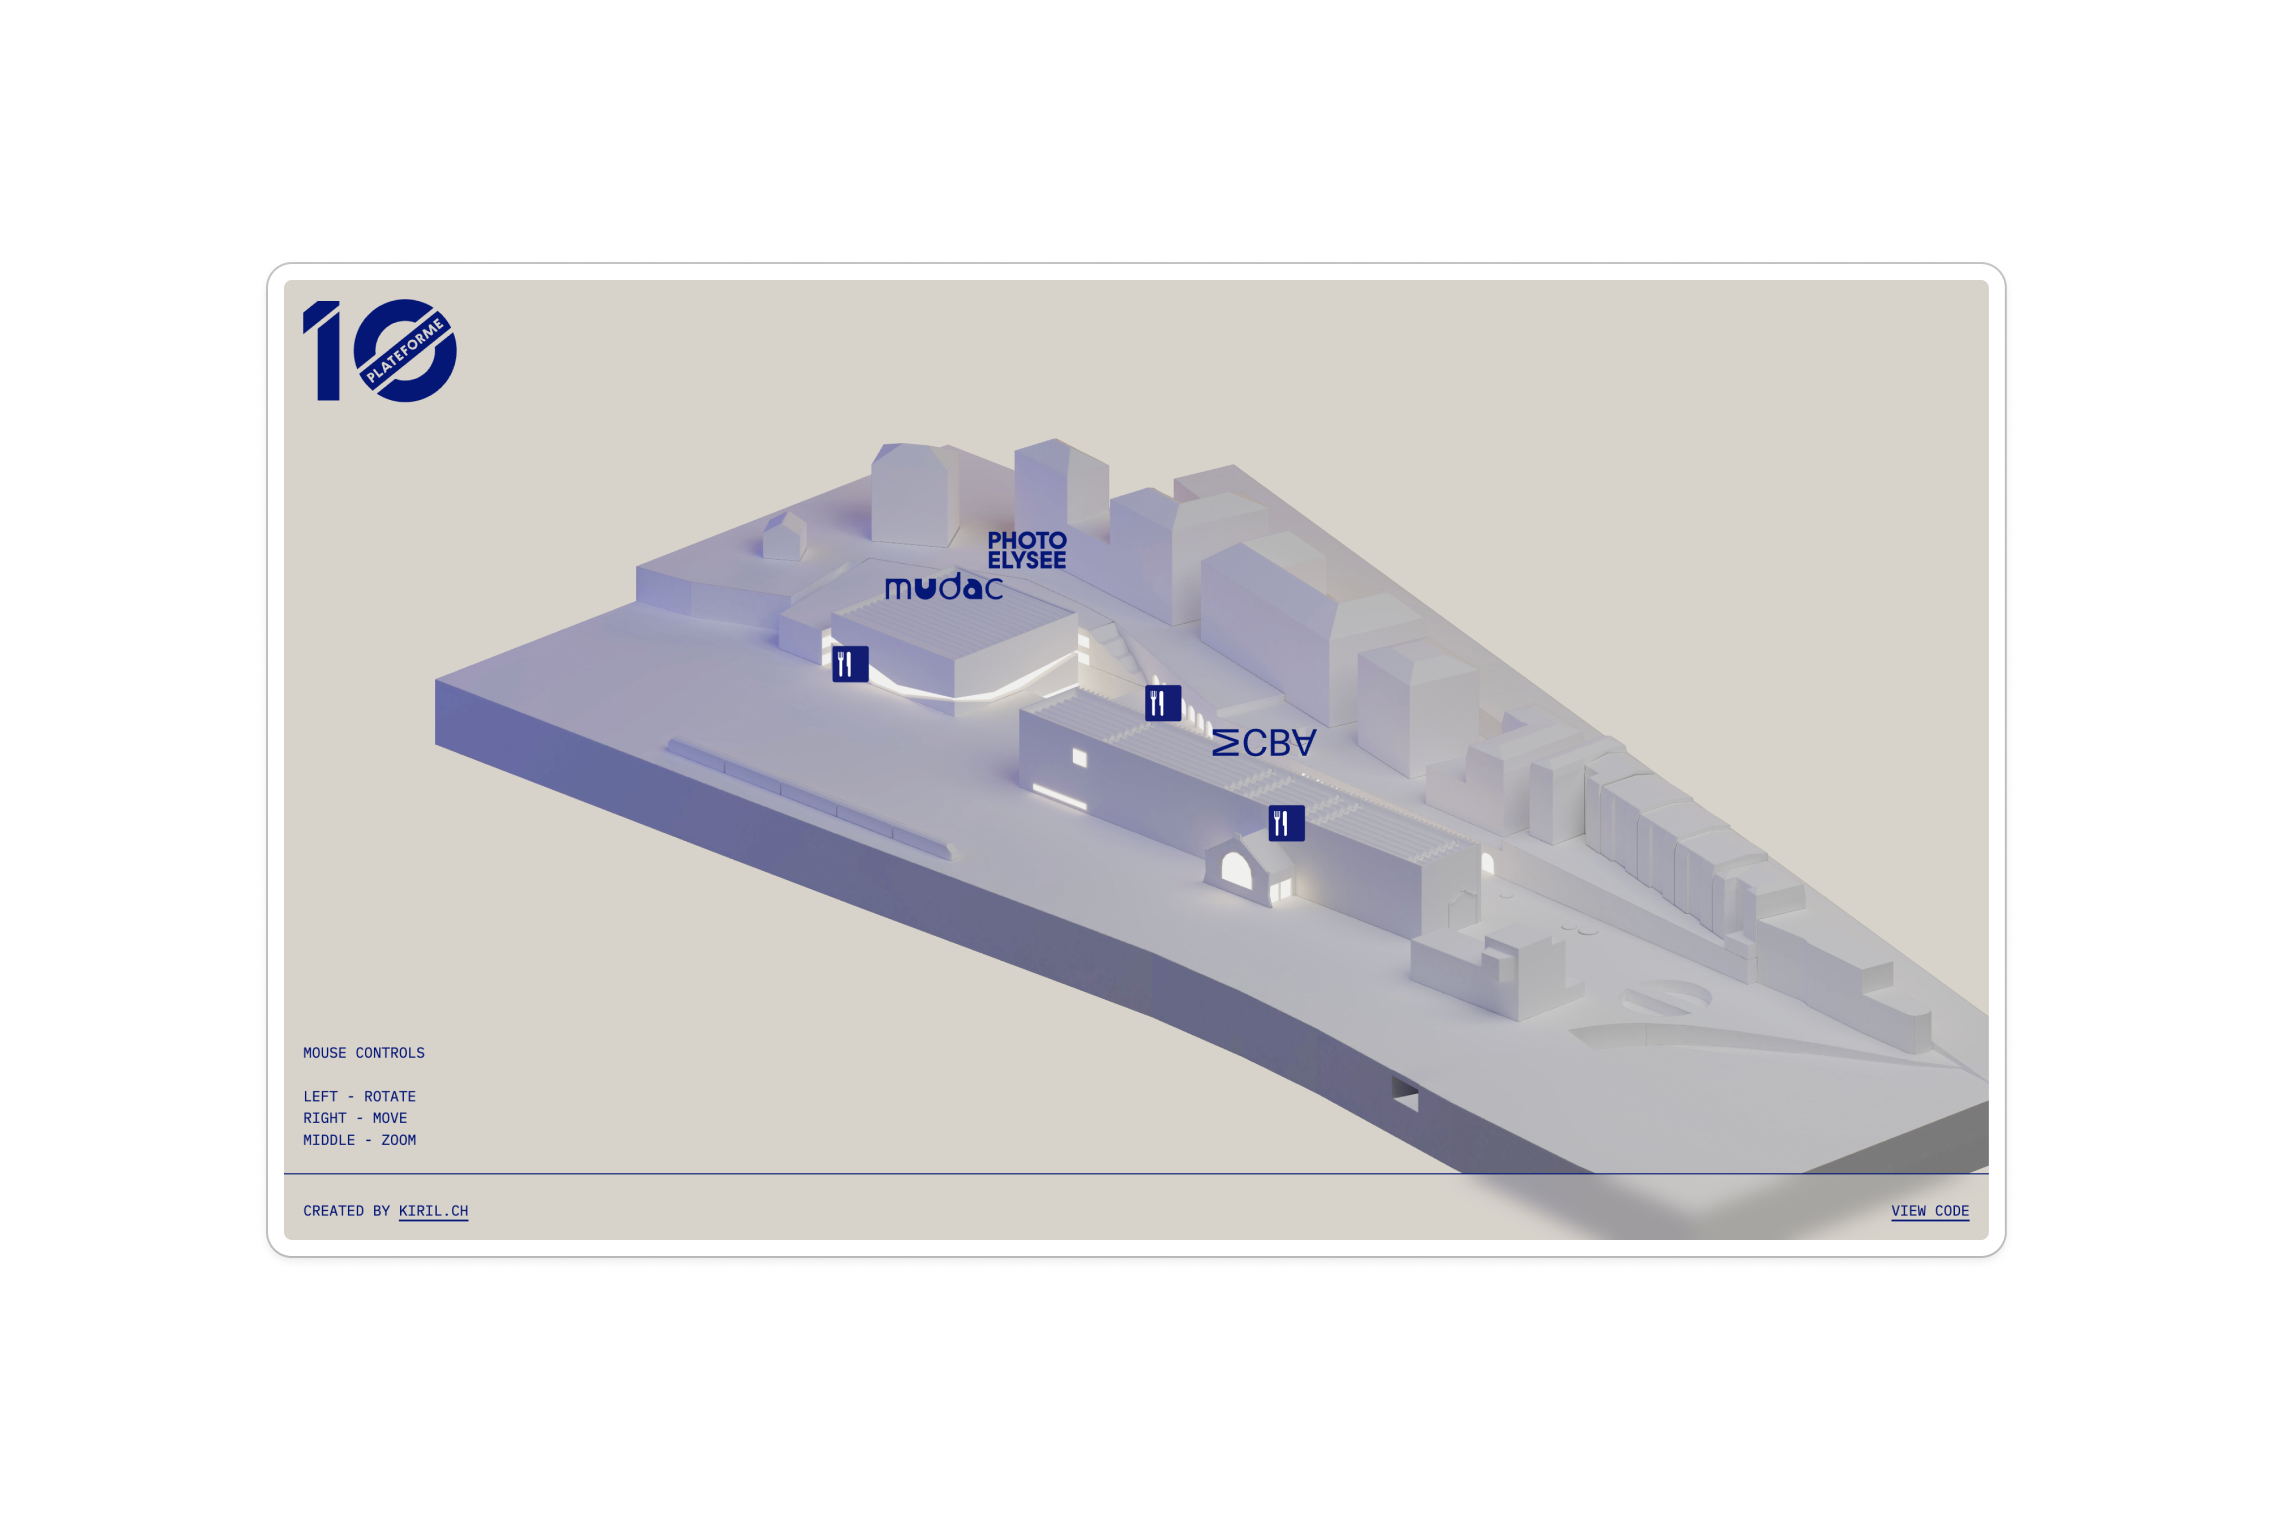 10
PLATEFORME
PHOTO
ELYSEE
mudac
MCBA
MOUSE CONTROLS
LEFT - ROTATE
RIGHT - MOVE
MIDDLE - ZOOM
CREATED BY KIRIL.CH
VIEW CODE